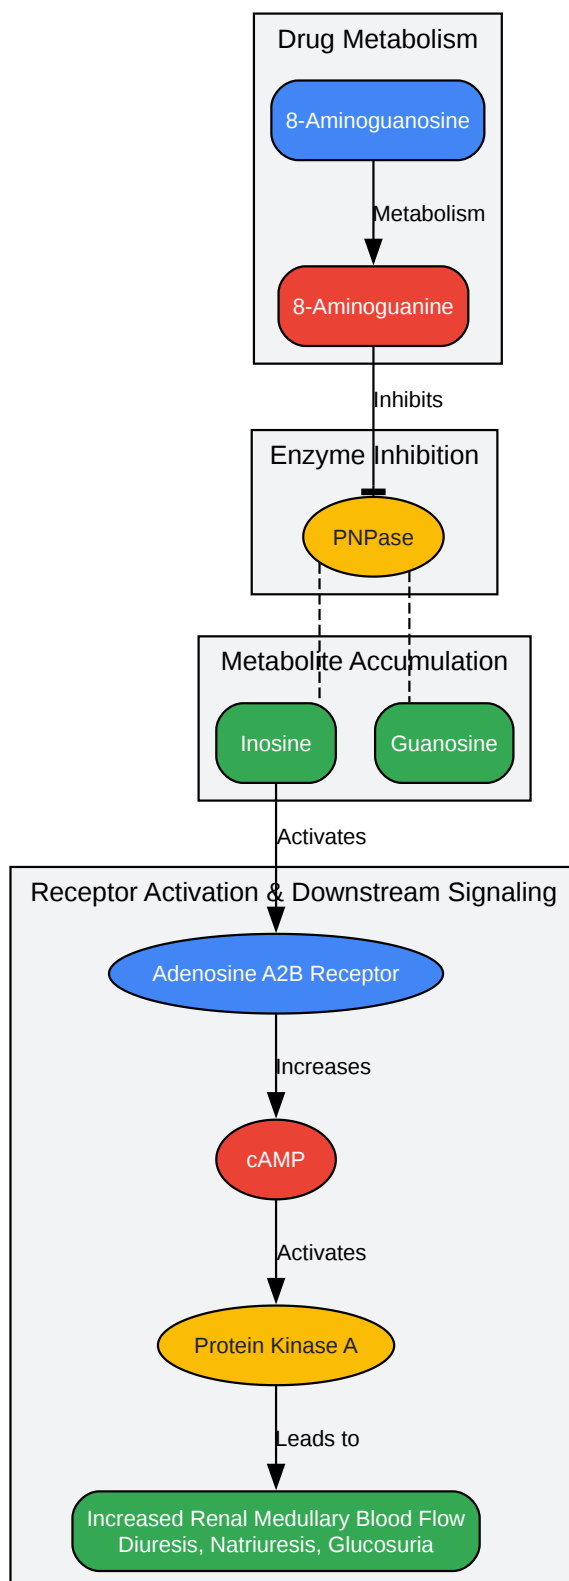 Drug Metabolism
8-Aminoguanosine
Metabolism
8-Aminoguanine
Inhibits
Enzyme Inhibition
PNPase
Metabolite Accumulation
Inosine
Guanosine
Activates
Receptor Activation & Downstream Signaling
Adenosine A2B Receptor
Increases
cAMP
Activates
Protein Kinase A
Leads to
Increased Renal Medullary Blood Flow
Diuresis, Natriuresis, Glucosuria